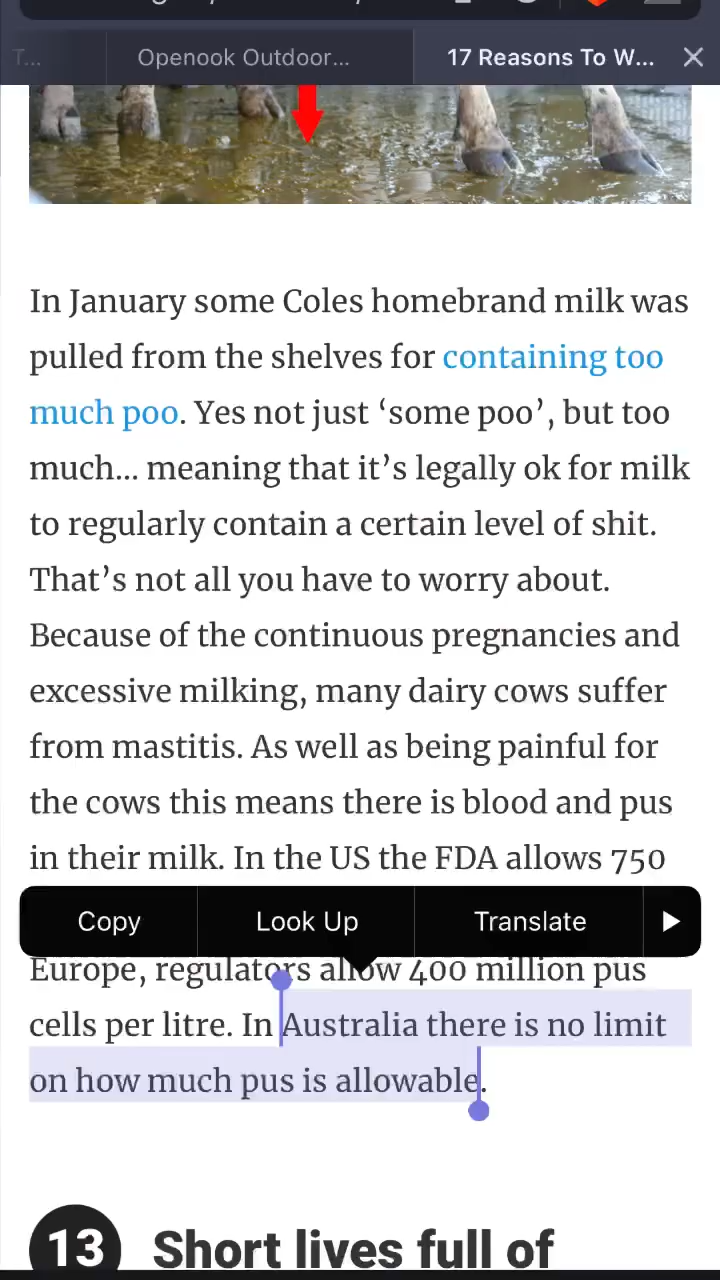 T...
Openook Outdoor...
17 Reasons To W...
In January some Coles homebrand milk was
pulled from the shelves for containing too
much poo. Yes not just ‘some poo’, but too
much... meaning that it’s legally ok for milk
to regularly contain a certain level of shit.
That’s not all you have to worry about.
Because of the continuous pregnancies and
excessive milking, many dairy cows suffer
from mastitis. As well as being painful for
the cows this means there is blood and pus
in their milk. In the US the FDA allows 750
Copy
Look Up
Translate
Europe, regulators allow 400 million pus
cells per litre. In Australia there is no limit
on how much pus is allowable.
13
Short lives full of